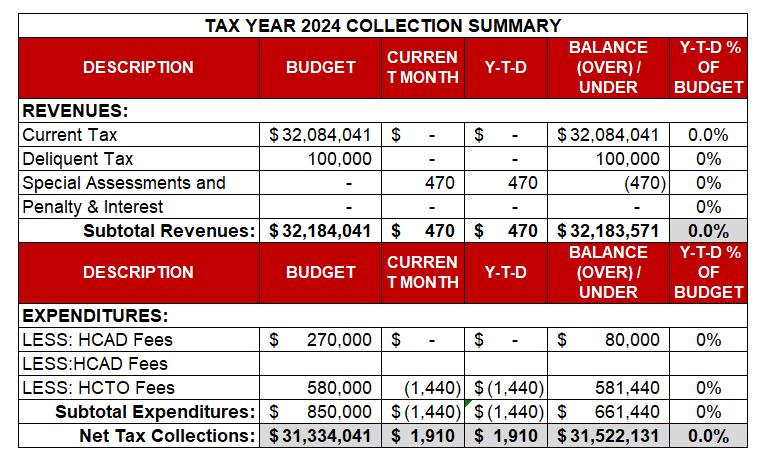 TAX YEAR 2024 COLLECTION SUMMARY
DESCRIPTION BUDGET CURREN T MONTH Y-T-D BALANCE (OVER) / UNDER Y-T-D % OF BUDGET
REVENUES:
Current Tax $ 32,084,041 $ - $ - $ 32,084,041 0.0%
Deliquent Tax 100,000 - - 100,000 0%
Special Assessments and - 470 470 (470) 0%
Penalty & Interest - - - - 0%
Subtotal Revenues: $ 32,184,041 $ 470 $ 470 $ 32,183,571 0.0%
DESCRIPTION BUDGET CURREN T MONTH Y-T-D BALANCE (OVER) / UNDER Y-T-D % OF BUDGET
EXPENDITURES:
LESS: HCAD Fees $ 270,000 $ - $ - $ 80,000 0%
LESS:HCAD Fees
LESS: HCTO Fees 580,000 (1,440) $ (1,440) 581,440 0%
Subtotal Expenditures: $ 850,000 $ (1,440) $ (1,440) $ 661,440 0%
Net Tax Collections: $ 31,334,041 $ 1,910 $ 1,910 $ 31,522,131 0.0%